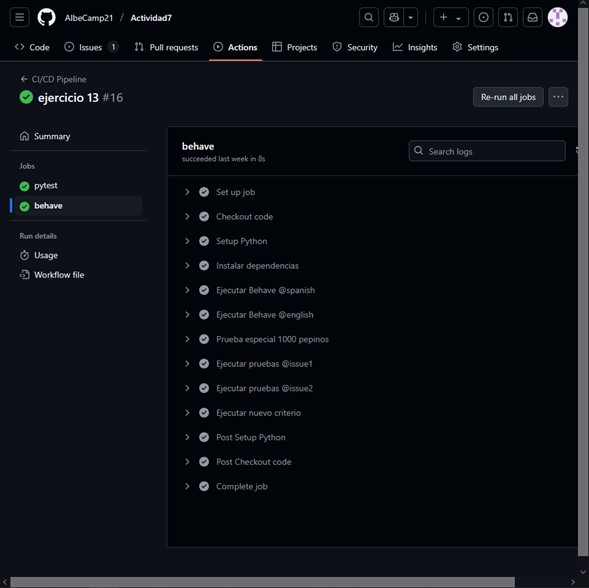 AlbeCamp21 / Actividad7
Code Issues 1 Pull requests Actions Projects Security Insights Settings
CI/CD Pipeline
ejercicio 13 #16
Re-run all jobs
Summary
Jobs
pytest
behave
Run details
Usage
Workflow file
behave
succeeded last week in 8s
Search logs
Set up job
Checkout code
Setup Python
Instalar dependencias
Ejecutar Behave @spanish
Ejecutar Behave @english
Prueba especial 1000 pepinos
Ejecutar pruebas @issue1
Ejecutar pruebas @issue2
Ejecutar nuevo criterio
Post Setup Python
Post Checkout code
Complete job